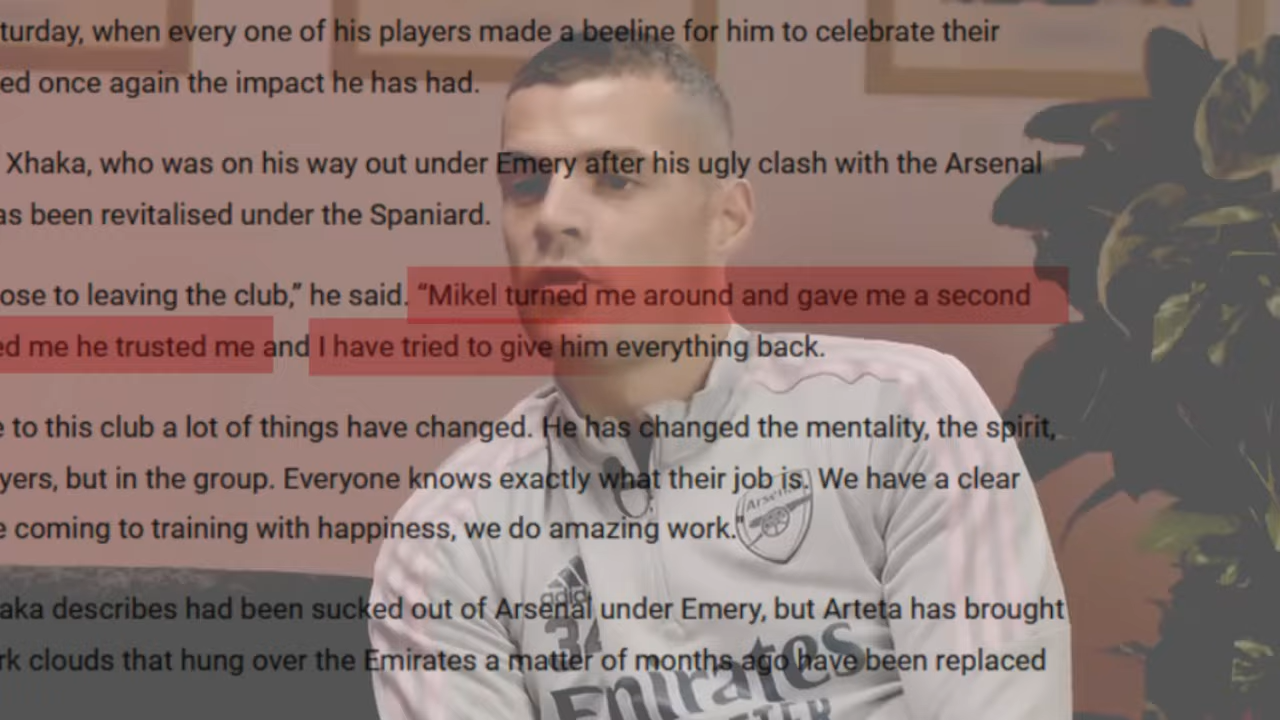 turday, when every one of his players made a beeline for him to celebrate their
ed once again the impact he has had.
Xhaka, who was on his way out under Emery after his ugly clash with the Arsenal
as been revitalised under the Spaniard.
ose to leaving the club,” he said. “Mikel turned me around and gave me a second
ed me he trusted me and I have tried to give him everything back.
e to this club a lot of things have changed. He has changed the mentality, the spirit,
yers, but in the group. Everyone knows exactly what their job is. We have a clear
e coming to training with happiness, we do amazing work."
Arsenal
aka describes had been sucked out of Arsenal under Emery, but Arteta has brought
adidas
34
rk clouds that hung over the Emirates a matter of months ago have been replaced
Emirates